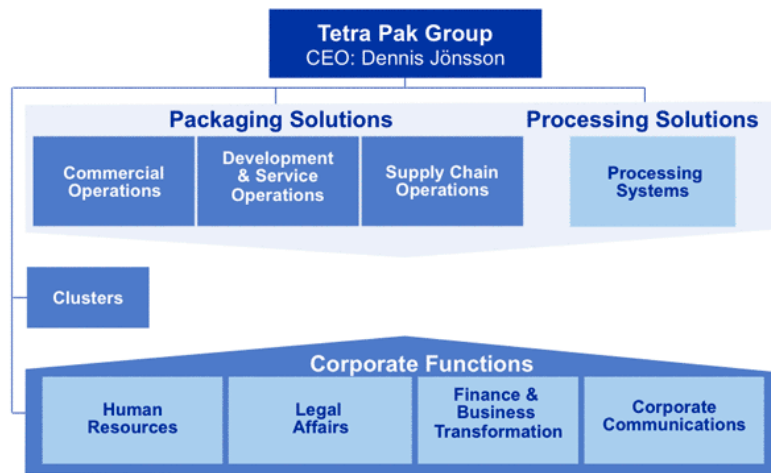 Tetra Pak Group
CEO: Dennis Jönsson
Packaging Solutions
Processing Solutions
Commercial
Operations
Development
& Service
Operations
Supply Chain
Operations
Processing
Systems
Clusters
Corporate Functions
Human
Resources
Legal
Affairs
Finance &
Business
Transformation
Corporate
Communications